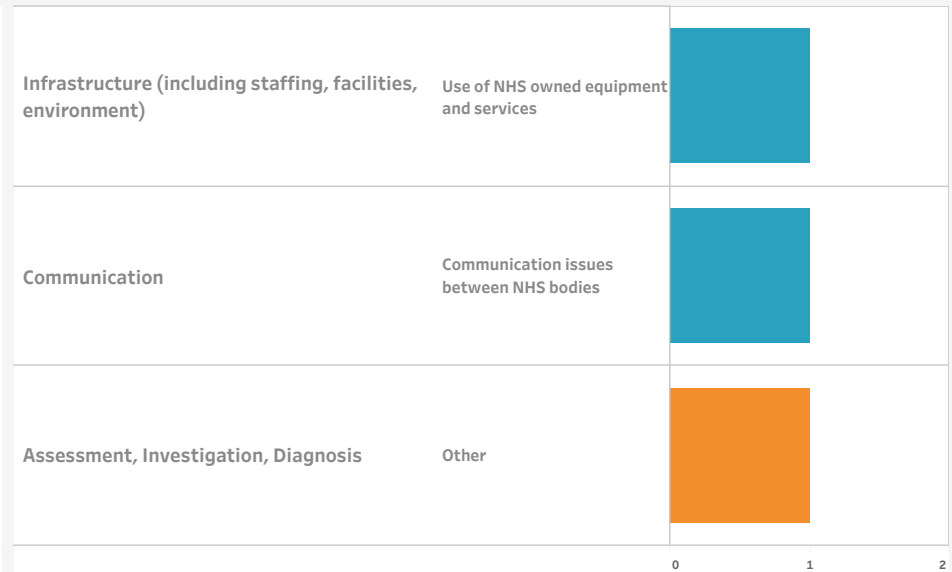 Infrastructure (including staffing, facilities,
environment)
Use of NHS owned equipment
and services
Communication
Communication issues
between NHS bodies
Assessment, Investigation, Diagnosis
Other
0 1 2